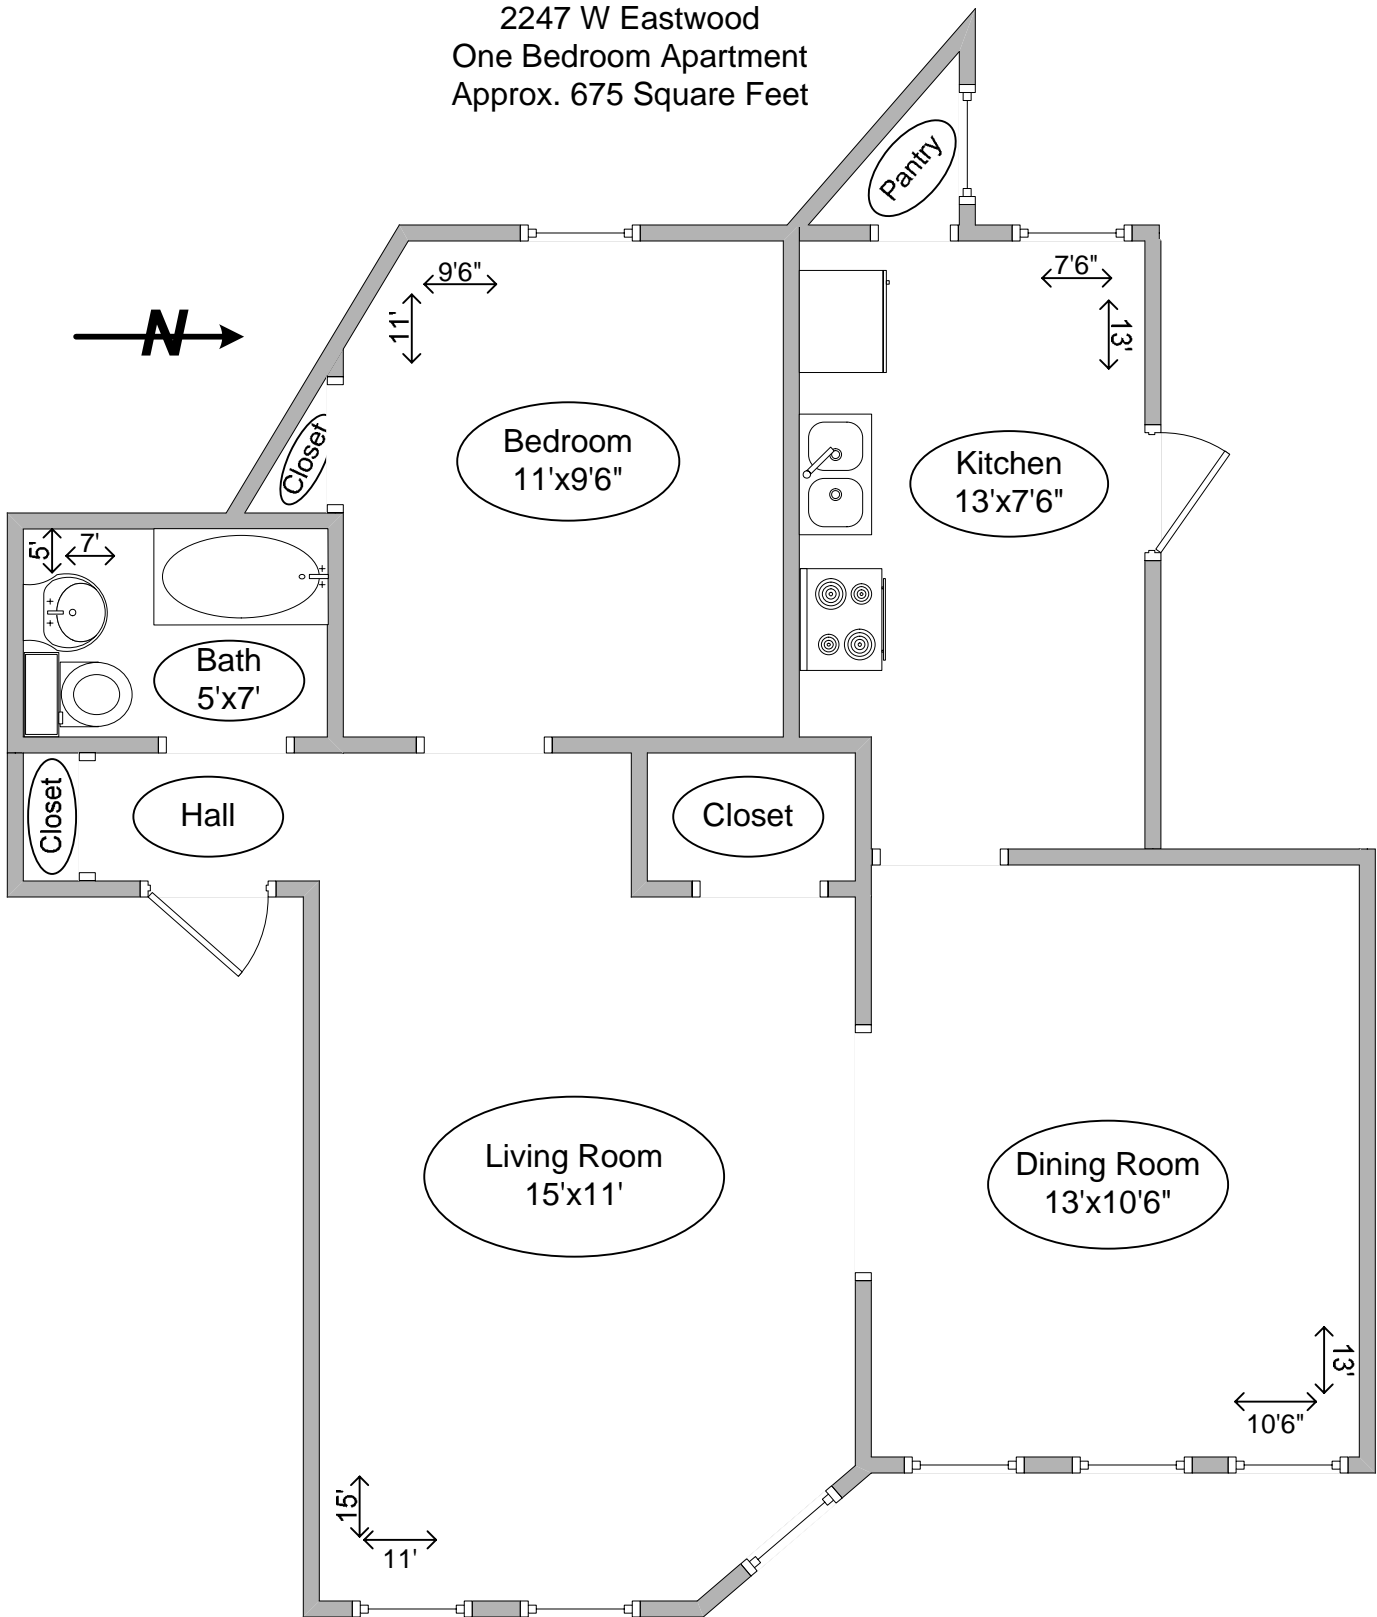 2247 W Eastwood
One Bedroom Apartment
Approx. 675 Square Feet
Pantry
9'6"
11'
7'6"
13'
N
Closet
Bedroom
11'x9'6"
Kitchen
13'x7'6"
5'
7'
Bath
5'x7'
Closet
Hall
Closet
Living Room
15'x11'
Dining Room
13'x10'6"
13'
10'6"
15'
11'